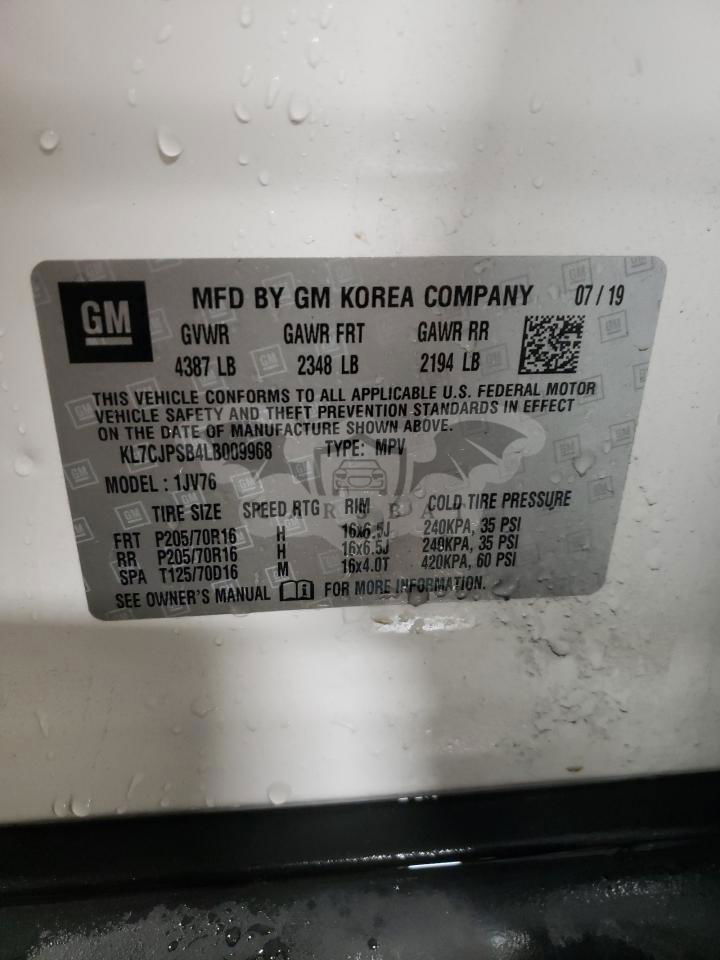 GM MFD BY GM KOREA COMPANY 07 / 19
GVWR GAWR FRT GAWR RR
4387 LB 2348 LB 2194 LB
THIS VEHICLE CONFORMS TO ALL APPLICABLE U.S. FEDERAL MOTOR
VEHICLE SAFETY AND THEFT PREVENTION STANDARDS IN EFFECT
ON THE DATE OF MANUFACTURE SHOWN ABOVE.
KL7CJPSB4LB009968 TYPE: MPV
MODEL : 1JV76
TIRE SIZE SPEED RTG RIM COLD TIRE PRESSURE
FRT P205/70R16 H 16x6.5J 240KPA, 35 PSI
RR P205/70R16 H 16x6.5J 240KPA, 35 PSI
SPA T125/70D16 M 16x4.0T 420KPA, 60 PSI
SEE OWNER'S MANUAL FOR MORE INFORMATION